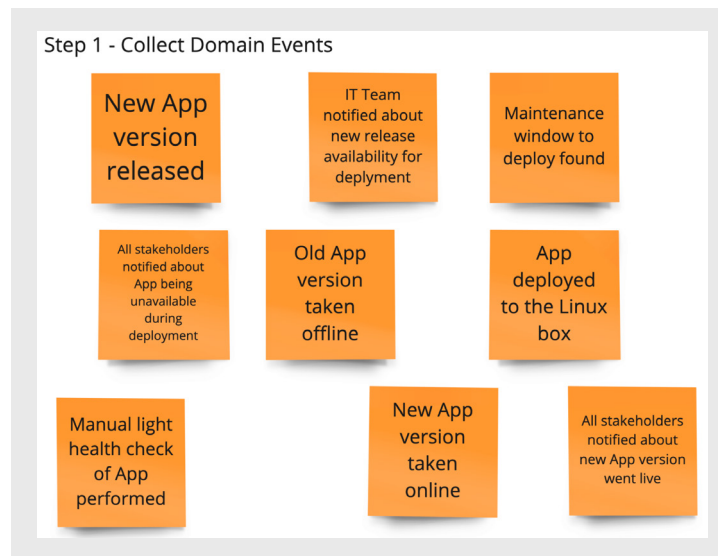 Step 1 - Collect Domain Events
New App
version
released
IT Team
notified about
new release
availability for
deplyment
Maintenance
window to
deploy found
All stakeholders
notified about
App being
unavailable
during
deployment
Old App
version
taken
offline
App
deployed
to the Linux
box
Manual light
health check
of App
performed
New App
version
taken
online
All stakeholders
notified about
new App version
went live